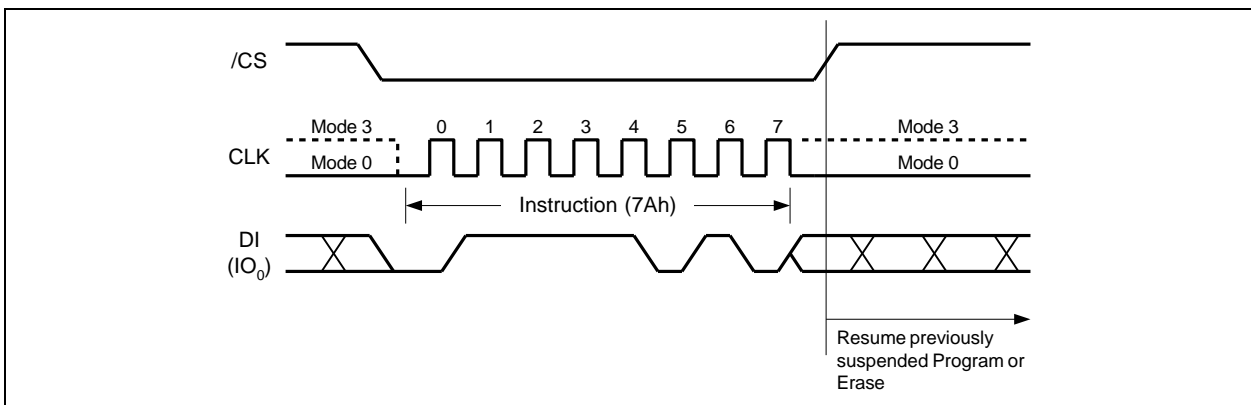 /CS
Mode 3 0 1 2 3 4 5 6 7 Mode 3
CLK
Mode 0 Mode 0
Instruction (7Ah)
DI
(IO0)
Resume previously
suspended Program or
Erase